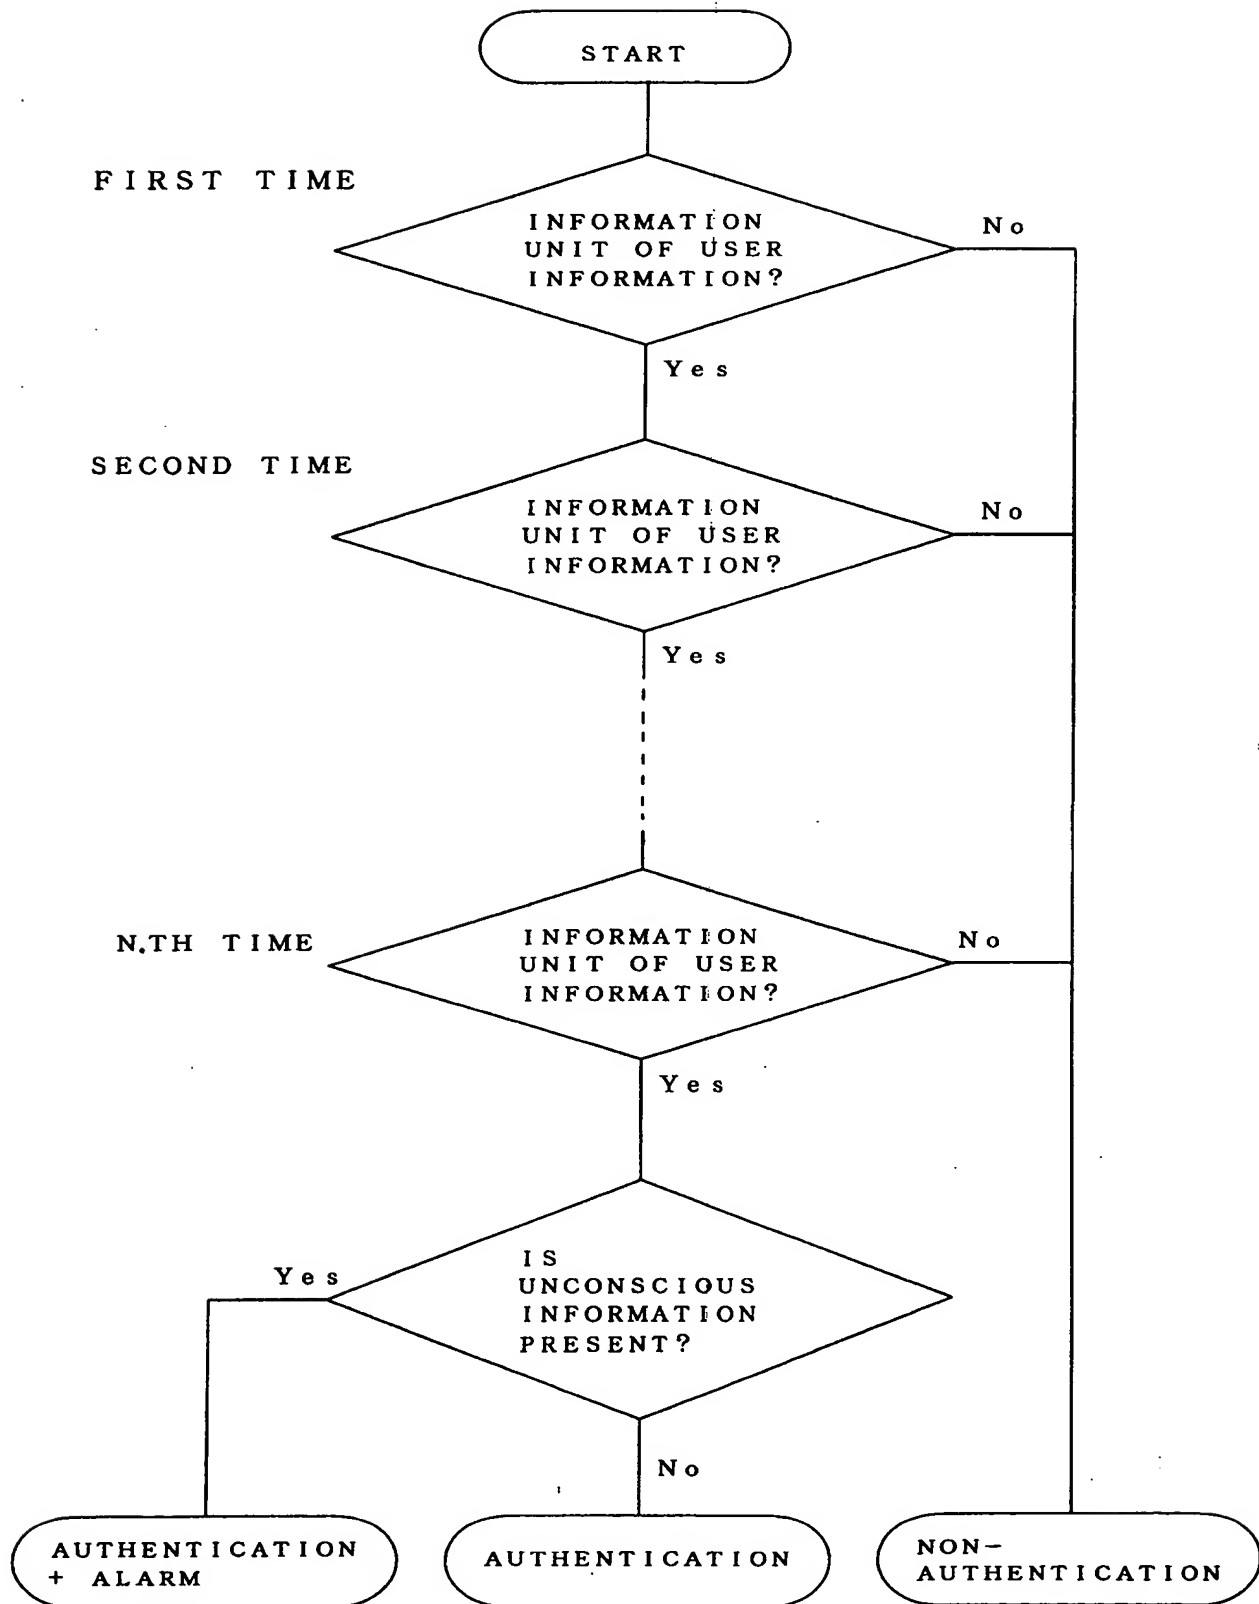 START
FIRST TIME
INFORMATION
UNIT OF USER
INFORMATION?
No
Yes
SECOND TIME
INFORMATION
UNIT OF USER
INFORMATION?
No
Yes
N.TH TIME
INFORMATION
UNIT OF USER
INFORMATION?
No
Yes
IS
UNCONSCIOUS
INFORMATION
PRESENT?
Yes
No
AUTHENTICATION
+ ALARM
AUTHENTICATION
NON-
AUTHENTICATION